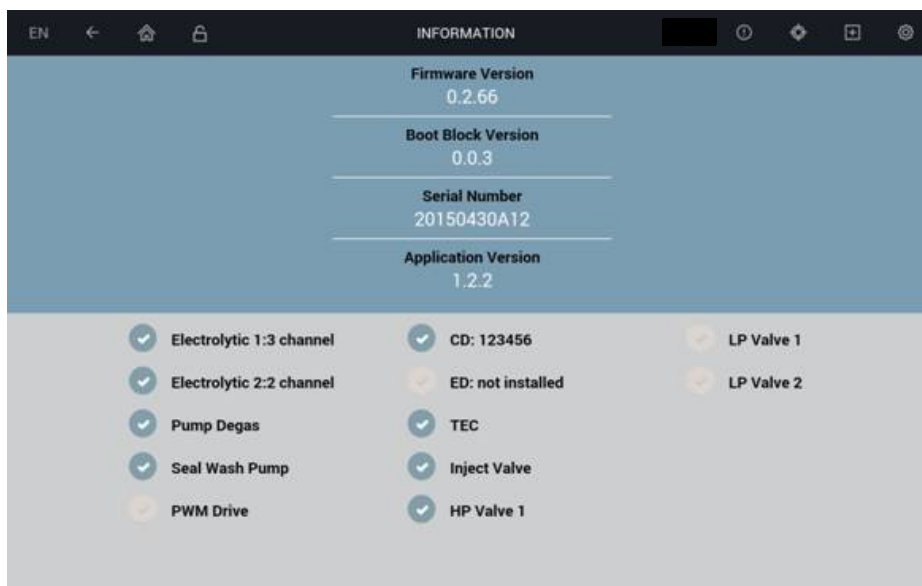 EN
INFORMATION
Firmware Version
0.2.66
Boot Block Version
0.0.3
Serial Number
20150430A12
Application Version
1.2.2
Electrolytic 1:3 channel
Electrolytic 2:2 channel
Pump Degas
Seal Wash Pump
PWM Drive
CD: 123456
ED: not installed
TEC
Inject Valve
HP Valve 1
LP Valve 1
LP Valve 2